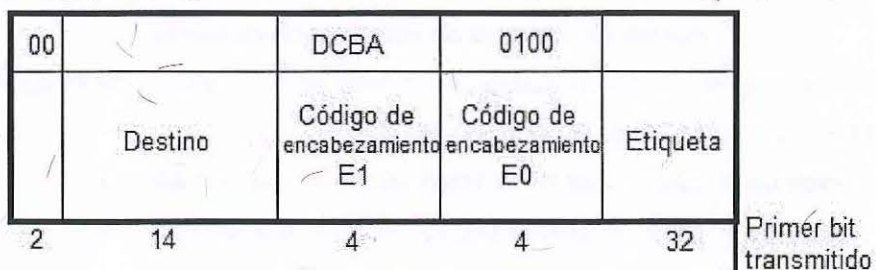 00 DCBA 0100
Destino Código de encabezamiento E1 Código de encabezamiento E0 Etiqueta
2 14 4 4 32 Primer bit transmitido